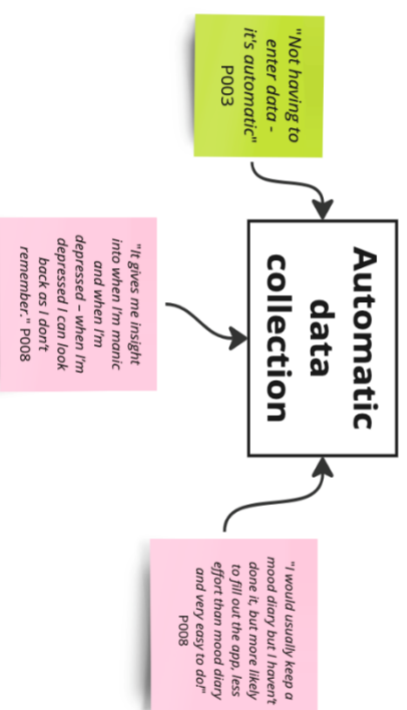 Automatic
data
collection
"Not having to
enter data -
it's automatic"
P003
"It gives me insight
into when I'm manic
and when I'm
depressed – when I'm
depressed I can look
back as I don't
remember." P008
"I would usually keep a
mood diary but I haven't
done it, but more likely
to fill out the app, less
effort than mood diary
and very easy to do!"
P008